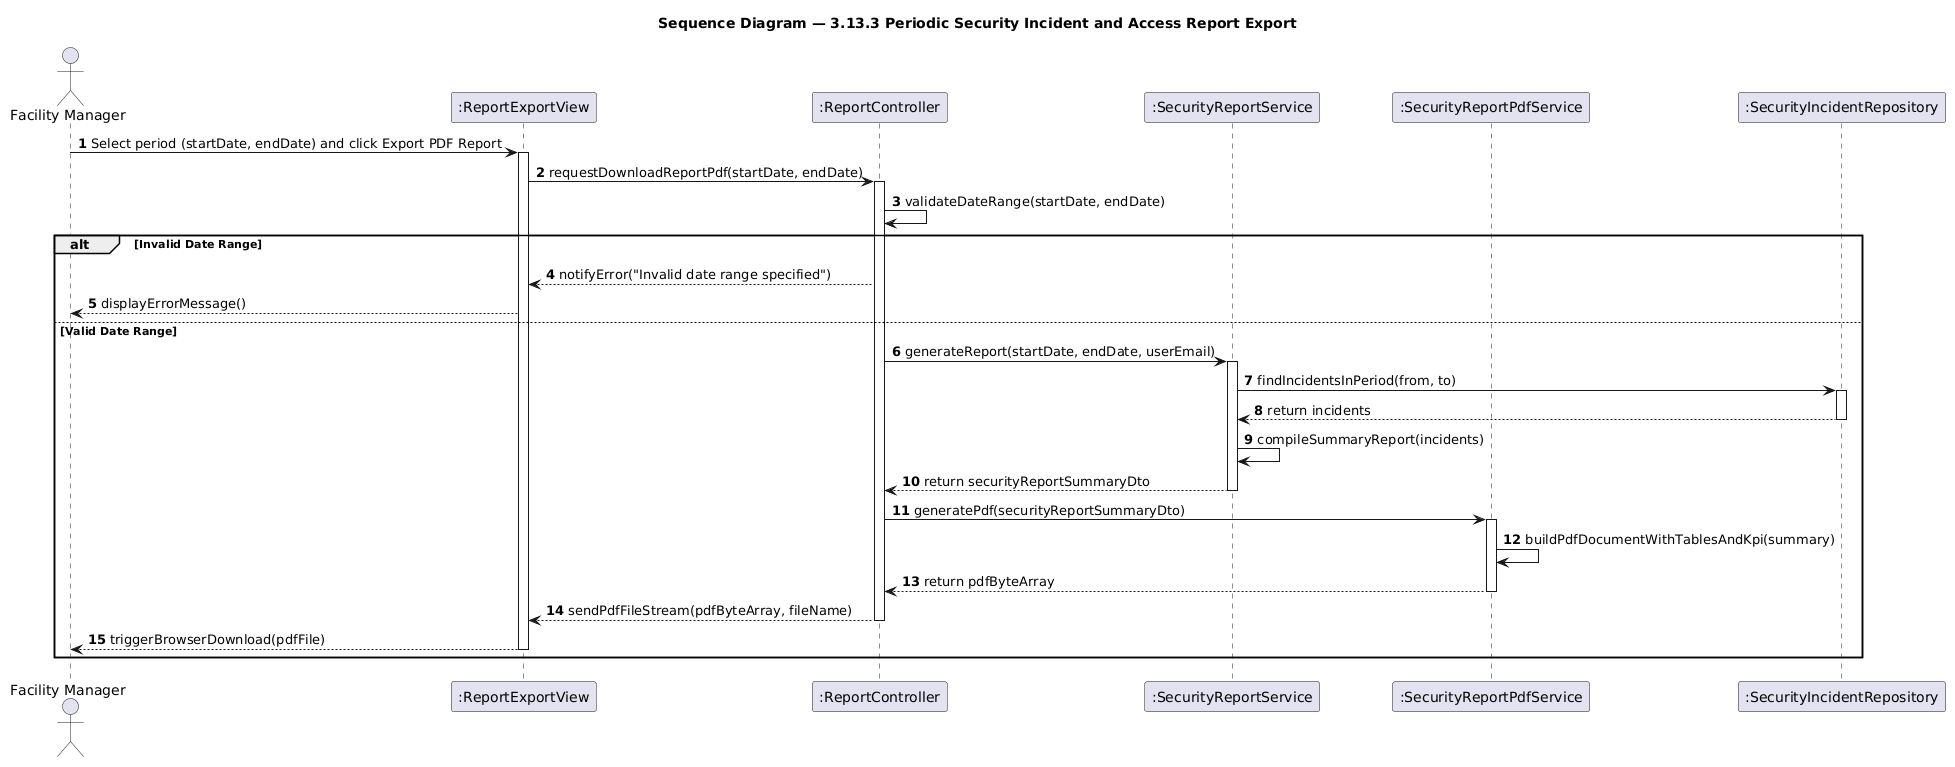 Sequence Diagram — 3.13.3 Periodic Security Incident and Access Report Export
Facility Manager
:ReportExportView
:ReportController
:SecurityReportService
:SecurityReportPdfService
:SecurityIncidentRepository
1 Select period (startDate, endDate) and click Export PDF Report
2 requestDownloadReportPdf(startDate, endDate)
3 validateDateRange(startDate, endDate)
alt [Invalid Date Range]
4 notifyError("Invalid date range specified")
5 displayErrorMessage()
[Valid Date Range]
6 generateReport(startDate, endDate, userEmail)
7 findIncidentsInPeriod(from, to)
8 return incidents
9 compileSummaryReport(incidents)
10 return securityReportSummaryDto
11 generatePdf(securityReportSummaryDto)
12 buildPdfDocumentWithTablesAndKpi(summary)
13 return pdfByteArray
14 sendPdfFileStream(pdfByteArray, fileName)
15 triggerBrowserDownload(pdfFile)
Facility Manager
:ReportExportView
:ReportController
:SecurityReportService
:SecurityReportPdfService
:SecurityIncidentRepository